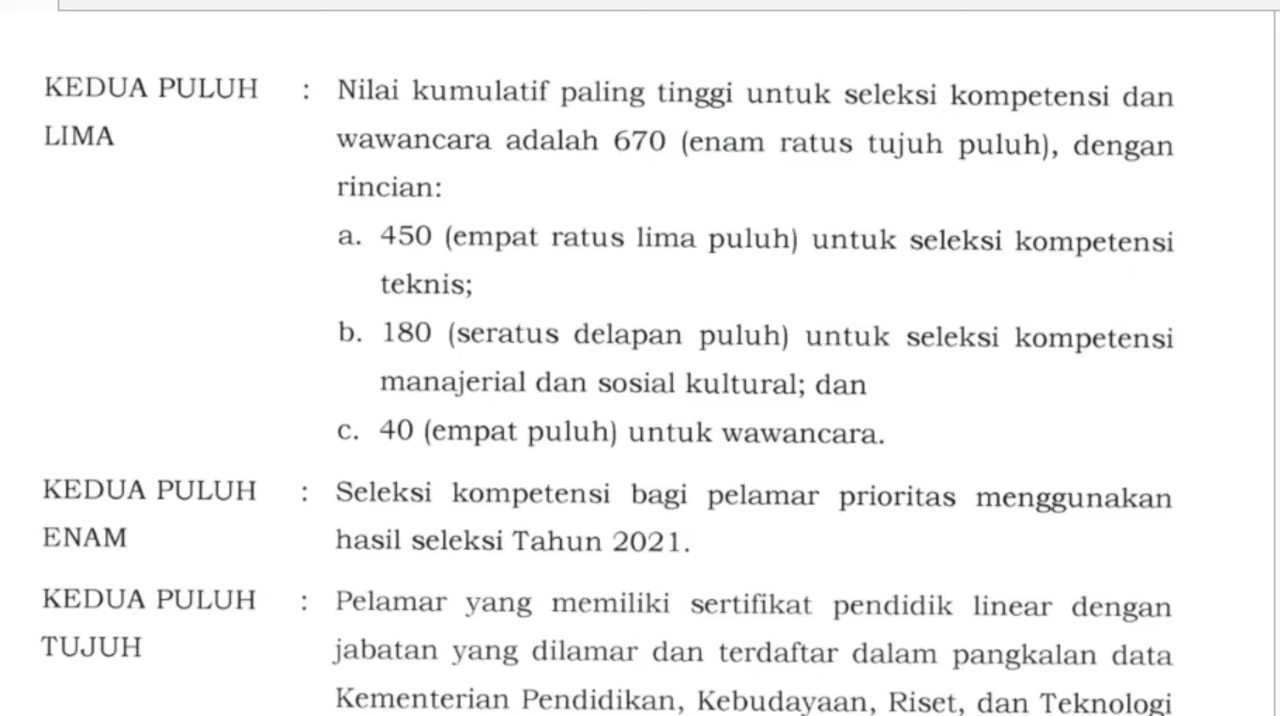 KEDUA PULUH : Nilai kumulatif paling tinggi untuk seleksi kompetensi dan
LIMA wawancara adalah 670 (enam ratus tujuh puluh), dengan
rincian:
a. 450 (empat ratus lima puluh) untuk seleksi kompetensi
teknis;
b. 180 (seratus delapan puluh) untuk seleksi kompetensi
manajerial dan sosial kultural; dan
c. 40 (empat puluh) untuk wawancara.
KEDUA PULUH : Seleksi kompetensi bagi pelamar prioritas menggunakan
ENAM hasil seleksi Tahun 2021.
KEDUA PULUH : Pelamar yang memiliki sertifikat pendidik linear dengan
TUJUH jabatan yang dilamar dan terdaftar dalam pangkalan data
Kementerian Pendidikan, Kebudayaan, Riset, dan Teknologi